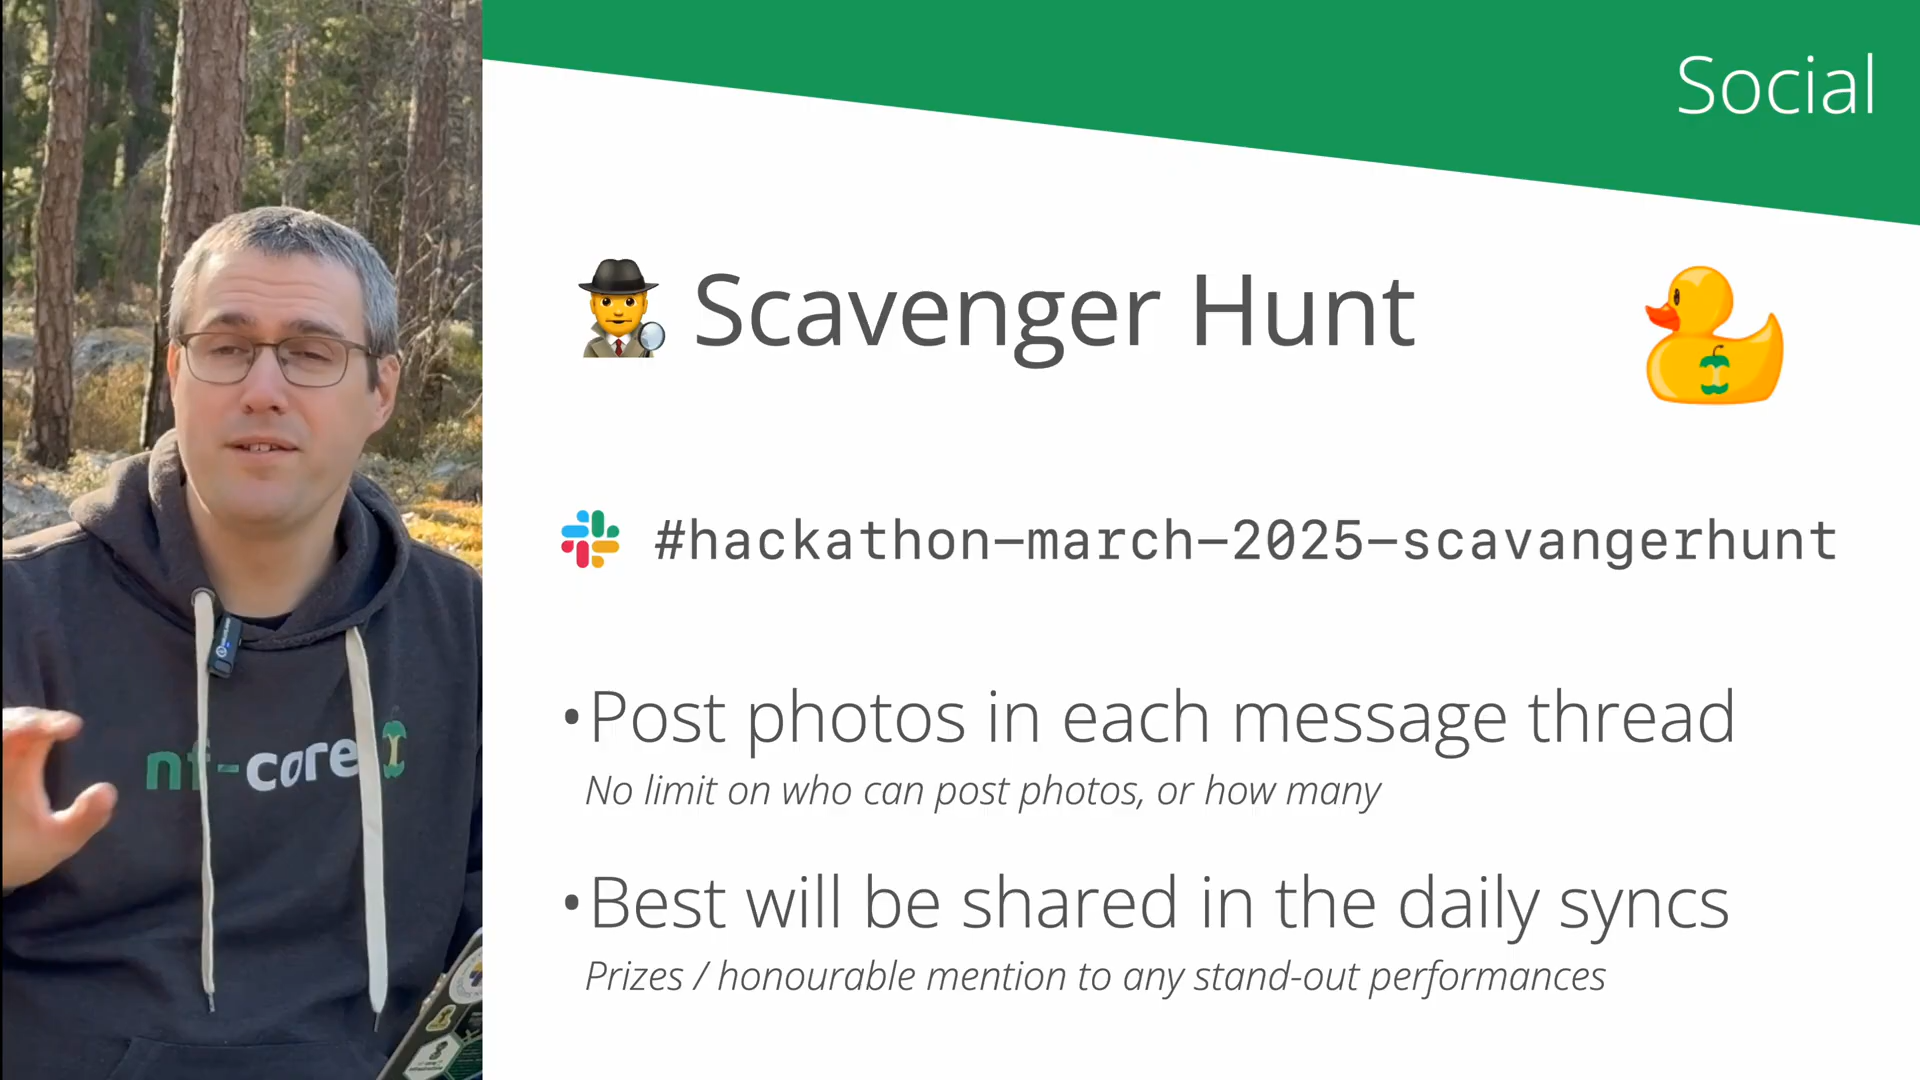 Social
Scavenger Hunt
#hackathon-march-2025-scavangerhunt
•Post photos in each message thread
No limit on who can post photos, or how many
•Best will be shared in the daily syncs
Prizes / honourable mention to any stand-out performances
nf-core